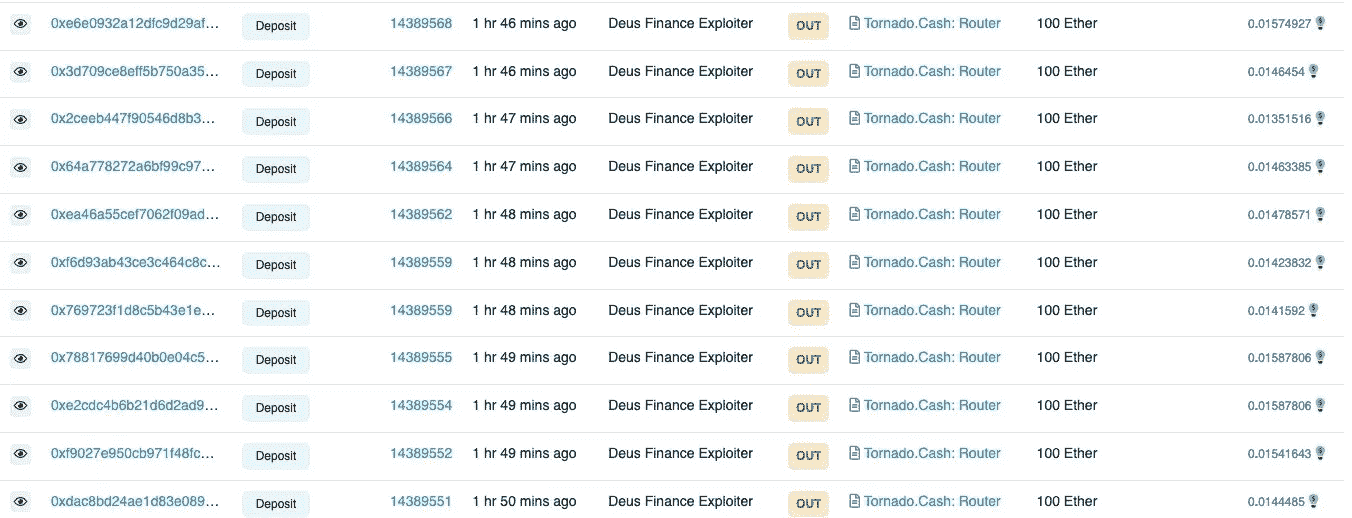 0xe6e0932a12dfc9d29af... Deposit 14389568 1 hr 46 mins ago Deus Finance Exploiter OUT Tornado.Cash: Router 100 Ether 0.01574927
0x3d709ce8eff5b750a35... Deposit 14389567 1 hr 46 mins ago Deus Finance Exploiter OUT Tornado.Cash: Router 100 Ether 0.0146454
0x2ceeb447f90546d8b3... Deposit 14389566 1 hr 47 mins ago Deus Finance Exploiter OUT Tornado.Cash: Router 100 Ether 0.01351516
0x64a778272a6bf99c97... Deposit 14389564 1 hr 47 mins ago Deus Finance Exploiter OUT Tornado.Cash: Router 100 Ether 0.01463385
0xea46a55cef7062f09ad... Deposit 14389562 1 hr 48 mins ago Deus Finance Exploiter OUT Tornado.Cash: Router 100 Ether 0.01478571
0xf6d93ab43ce3c464c8c... Deposit 14389559 1 hr 48 mins ago Deus Finance Exploiter OUT Tornado.Cash: Router 100 Ether 0.01423832
0x769723f1d8c5b43e1e... Deposit 14389559 1 hr 48 mins ago Deus Finance Exploiter OUT Tornado.Cash: Router 100 Ether 0.0141592
0x78817699d40b0e04c5... Deposit 14389555 1 hr 49 mins ago Deus Finance Exploiter OUT Tornado.Cash: Router 100 Ether 0.01587806
0xe2cdc4b6b21d6d2ad9... Deposit 14389554 1 hr 49 mins ago Deus Finance Exploiter OUT Tornado.Cash: Router 100 Ether 0.01587806
0xf9027e950cb971f48fc... Deposit 14389552 1 hr 49 mins ago Deus Finance Exploiter OUT Tornado.Cash: Router 100 Ether 0.01541643
0xdac8bd24ae1d83e089... Deposit 14389551 1 hr 50 mins ago Deus Finance Exploiter OUT Tornado.Cash: Router 100 Ether 0.0144485